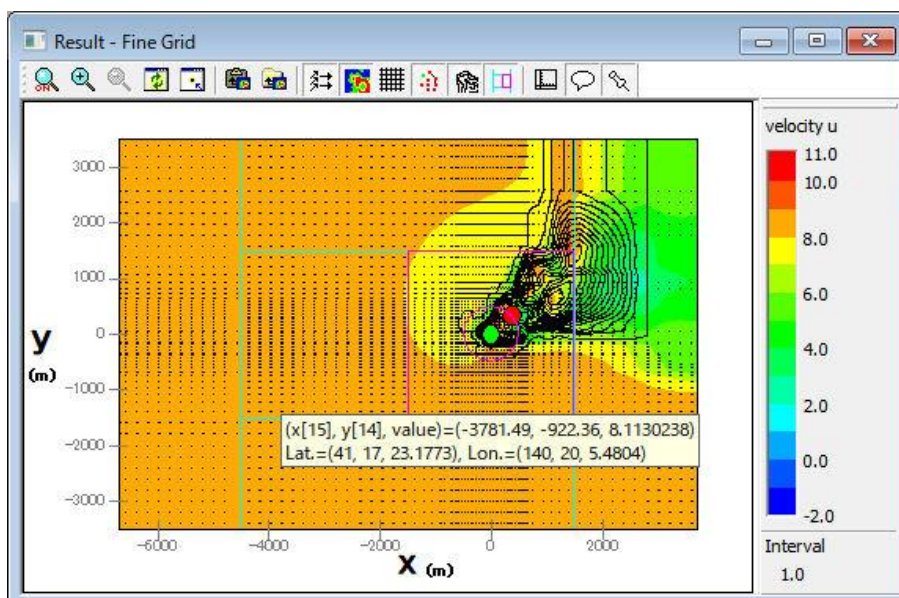 Result - Fine Grid
ON
velocity u
11.0
10.0
8.0
6.0
4.0
2.0
0.0
-2.0
Interval
1.0
3000
2000
1000
0
-1000
-2000
-3000
y
(m)
(x[15], y[14], value)=(-3781.49, -922.36, 8.1130238)
Lat.=(41, 17, 23.1773), Lon.=(140, 20, 5.4804)
-6000 -4000 -2000 0 2000
x (m)